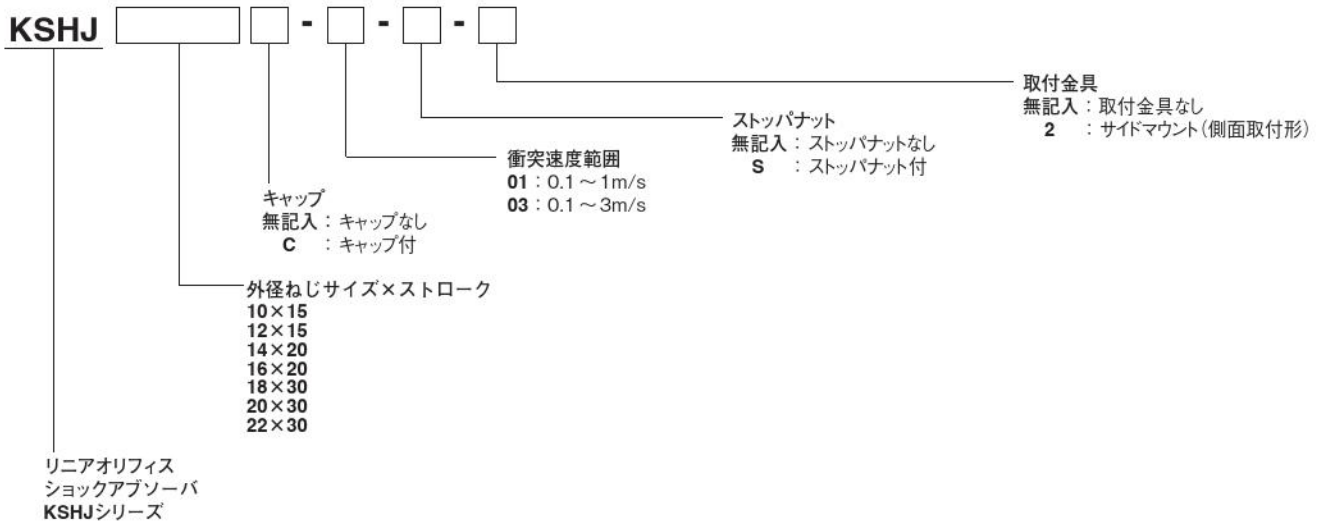 KSHJ - - -
取付金具
無記入：取付金具なし
2 ：サイドマウント（側面取付形）
ストッパナット
無記入：ストッパナットなし
S ：ストッパナット付
衝突速度範囲
01：0.1～1m/s
03：0.1～3m/s
キャップ
無記入：キャップなし
C ：キャップ付
外径ねじサイズ×ストローク
10×15
12×15
14×20
16×20
18×30
20×30
22×30
リニアオリフィス
ショックアブソーバ
KSHJシリーズ